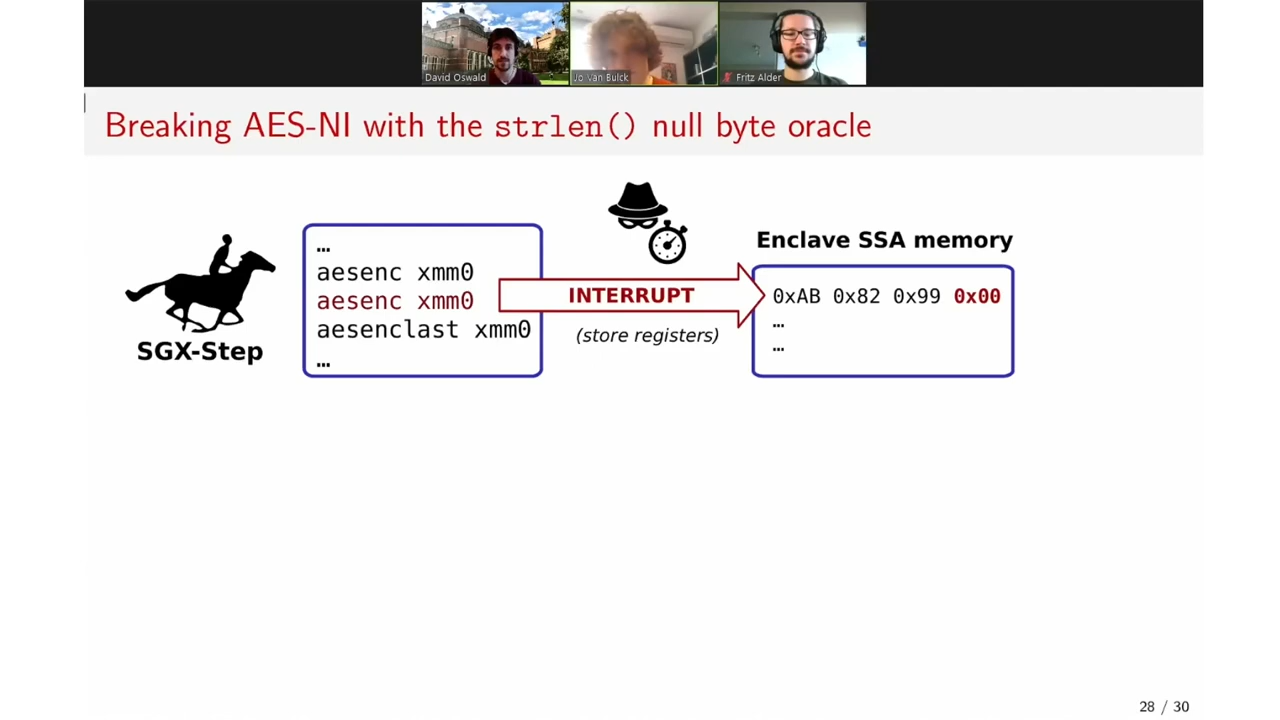 David Oswald
Jo Van Bulck
Fritz Alder
Breaking AES-NI with the strlen() null byte oracle
SGX-Step
…
aesenc xmm0
aesenc xmm0
aesenclast xmm0
…
INTERRUPT
(store registers)
Enclave SSA memory
0xAB 0x82 0x99 0x00
…
…
28 / 30